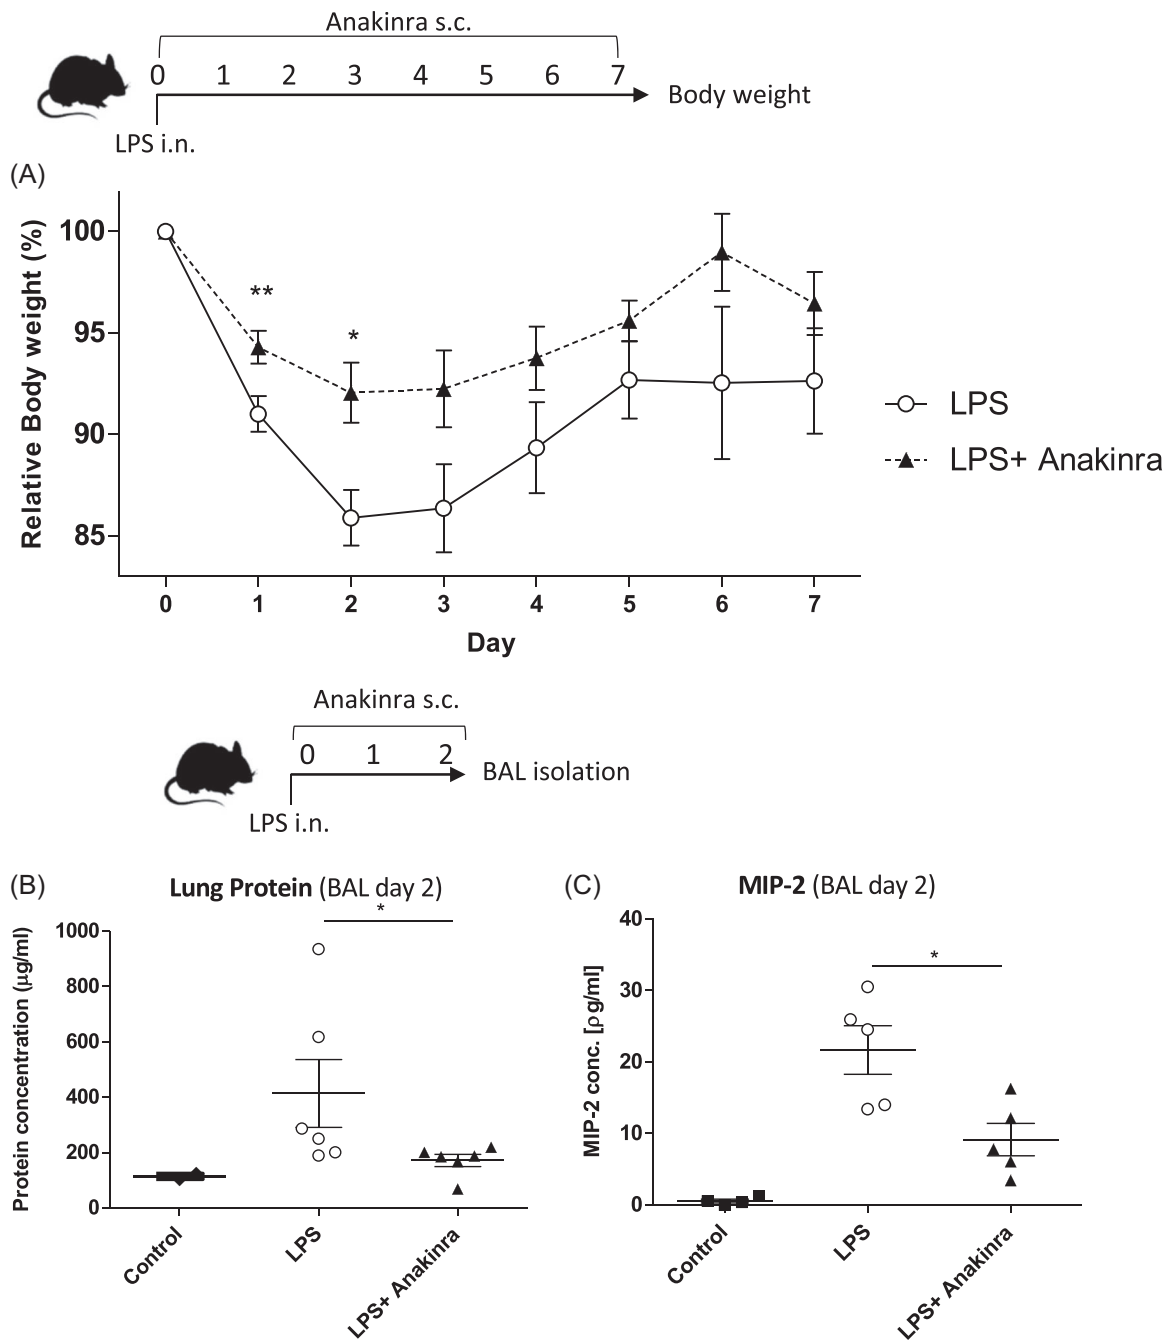 Anakinra s.c.
0 1 2 3 4 5 6 7
Body weight
LPS i.n.
(A)
Relative Body weight (%)
100
95
90
85
**
*
0 1 2 3 4 5 6 7
Day
LPS
LPS+ Anakinra
Anakinra s.c.
0 1 2
BAL isolation
LPS i.n.
(B)
Lung Protein (BAL day 2)
*
Protein concentration (µg/ml)
1000
800
600
400
200
0
Control
LPS
LPS+ Anakinra
(C)
MIP-2 (BAL day 2)
*
MIP-2 conc. [ρg/ml]
40
30
20
10
0
Control
LPS
LPS+ Anakinra